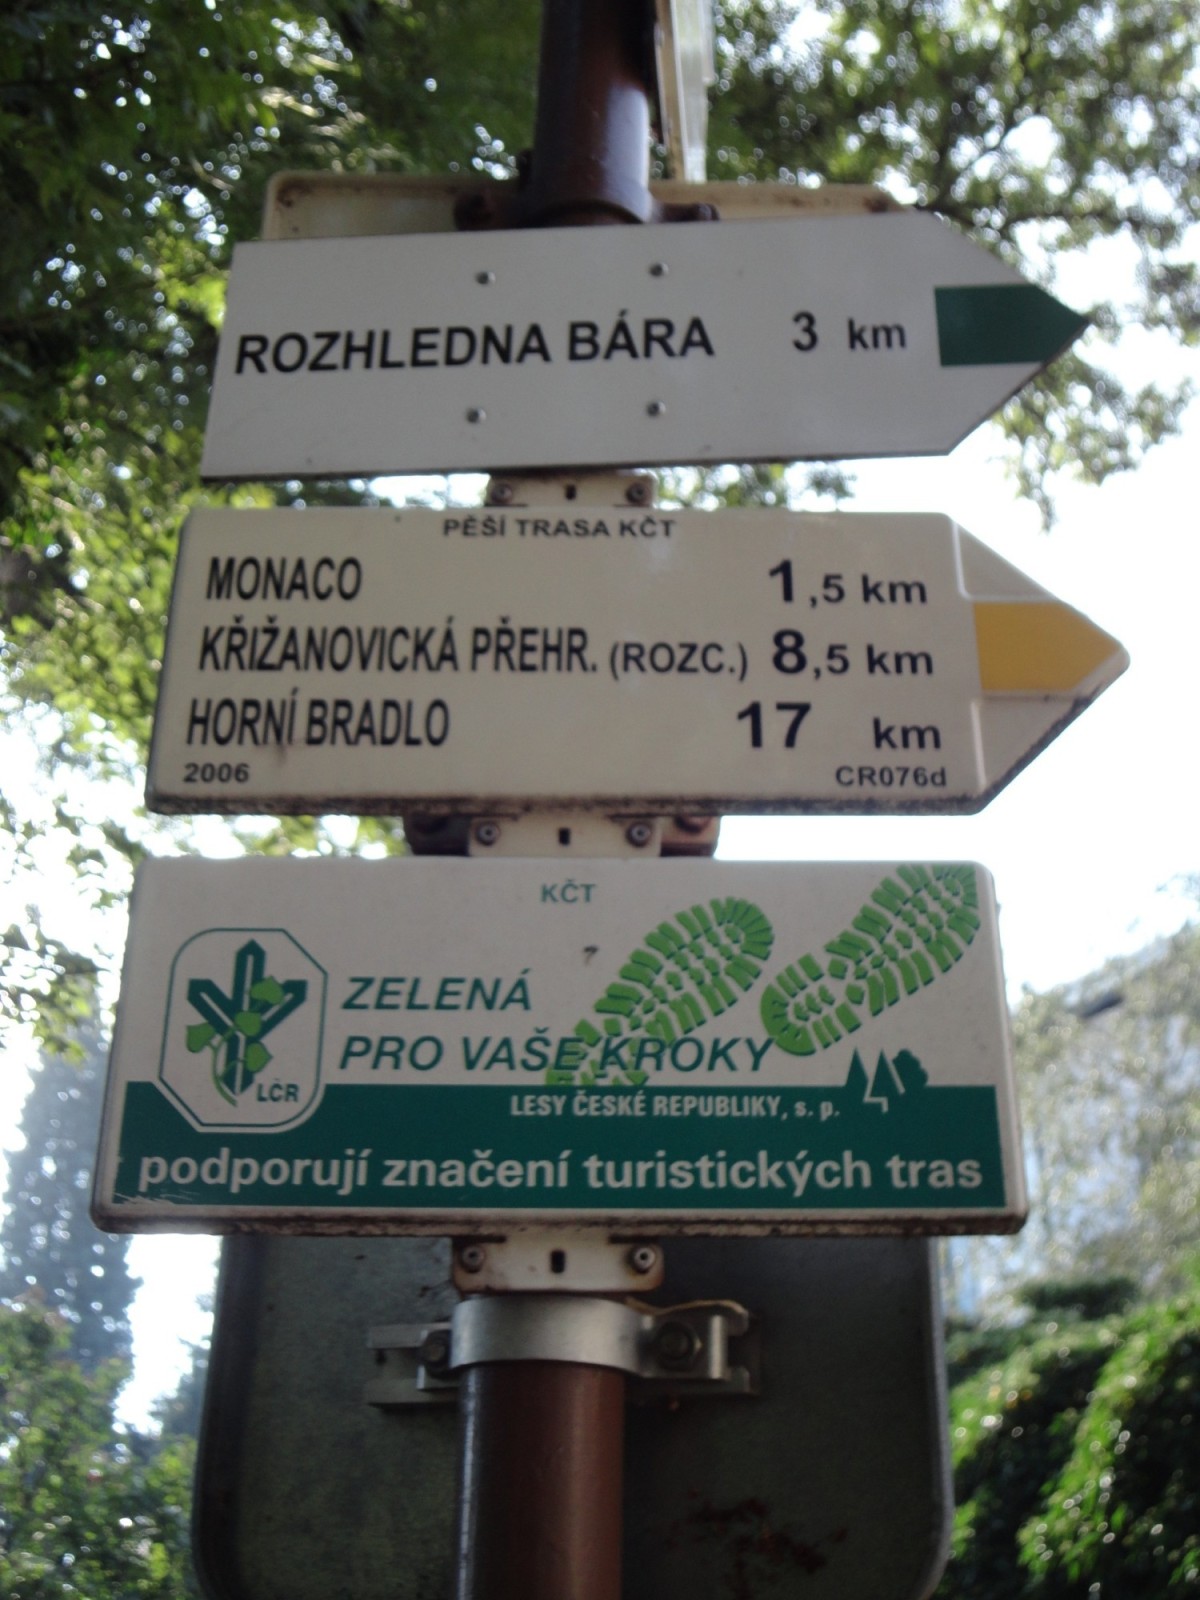 ROZHLEDNA BÁRA 3 km
PĚŠÍ TRASA KČT
MONACO 1,5 km
KŘIŽANOVICKÁ PŘEHR. (ROZC.) 8,5 km
HORNÍ BRADLO 17 km
2006 CR076d
KČT
ZELENÁ
PRO VAŠE KROKY
LČR
LESY ČESKÉ REPUBLIKY, s. p.
podporují značení turistických tras